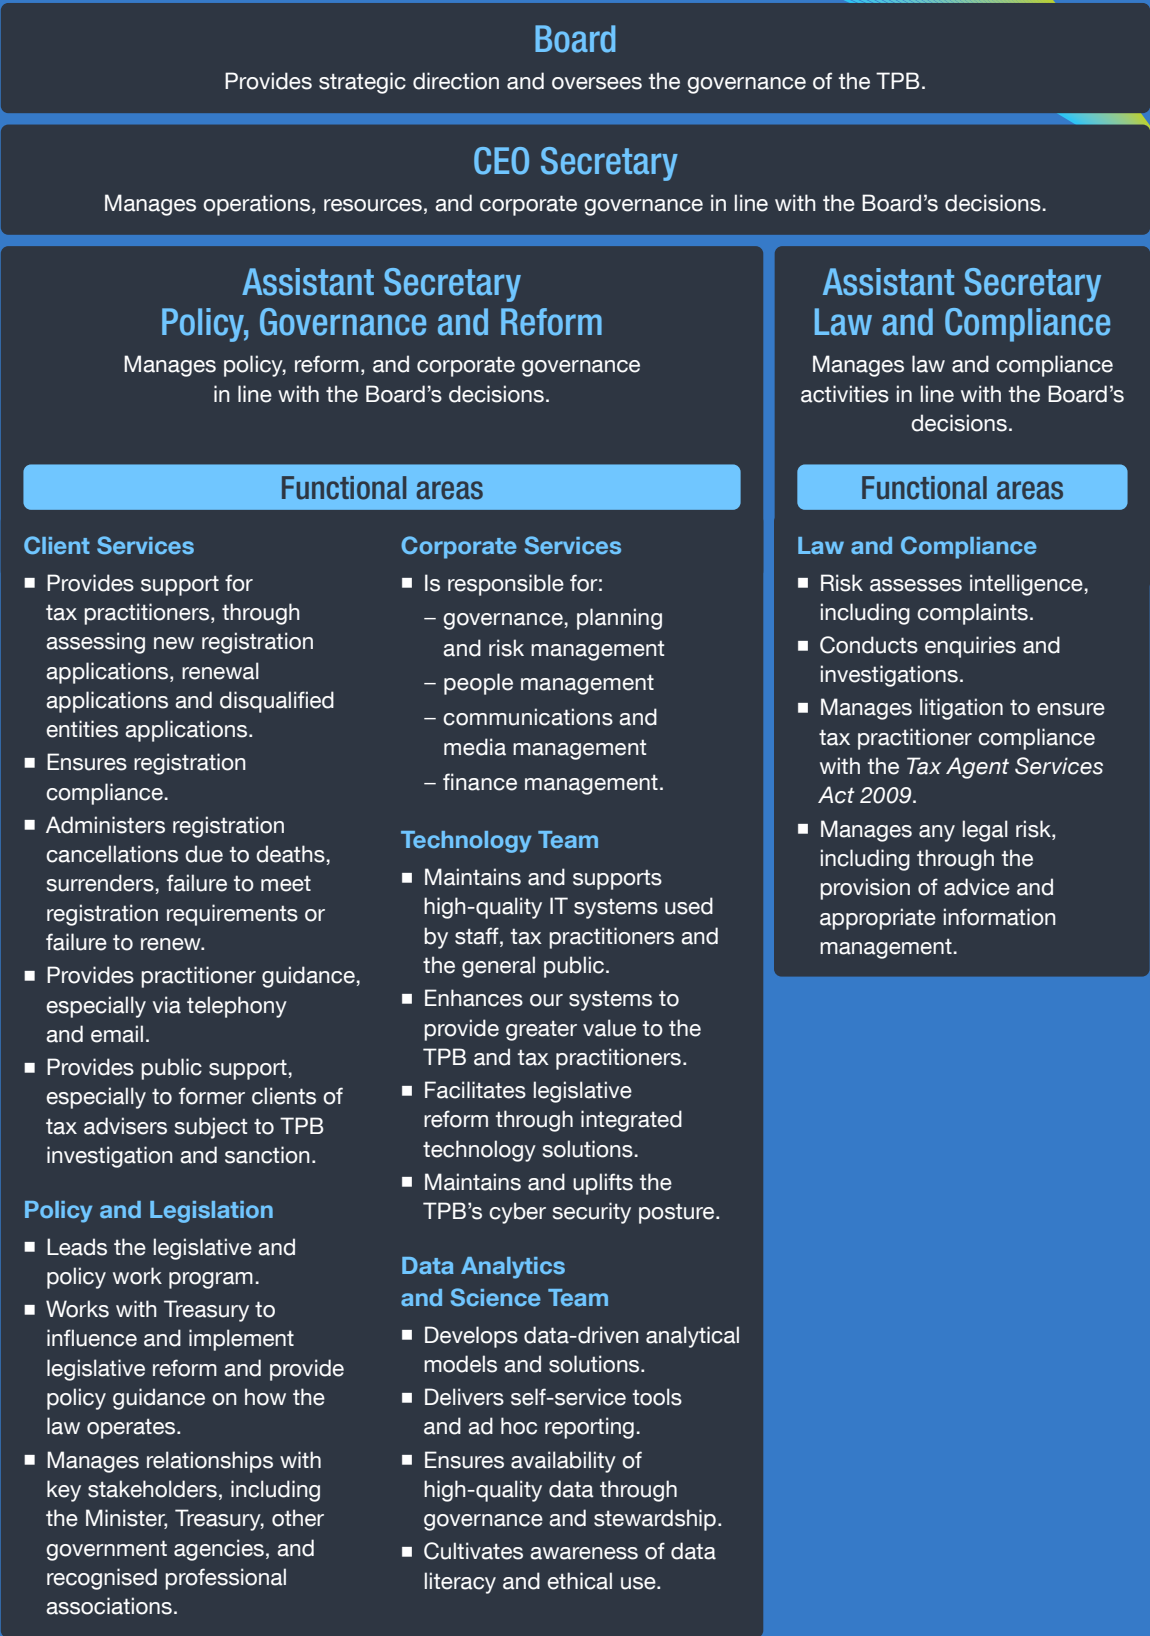 Board
Provides strategic direction and oversees the governance of the TPB.
CEO Secretary
Manages operations, resources, and corporate governance in line with the Board's decisions.
Assistant Secretary
Policy, Governance and Reform
Manages policy, reform, and corporate governance
in line with the Board's decisions.
Functional areas
Client Services
■ Provides support for
tax practitioners, through
assessing new registration
applications, renewal
applications and disqualified
entities applications.
■ Ensures registration
compliance.
■ Administers registration
cancellations due to deaths,
surrenders, failure to meet
registration requirements or
failure to renew.
■ Provides practitioner guidance,
especially via telephony
and email.
■ Provides public support,
especially to former clients of
tax advisers subject to TPB
investigation and sanction.
Policy and Legislation
■ Leads the legislative and
policy work program.
■ Works with Treasury to
influence and implement
legislative reform and provide
policy guidance on how the
law operates.
■ Manages relationships with
key stakeholders, including
the Minister, Treasury, other
government agencies, and
recognised professional
associations.
Corporate Services
■ Is responsible for:
– governance, planning
and risk management
– people management
– communications and
media management
– finance management.
Technology Team
■ Maintains and supports
high-quality IT systems used
by staff, tax practitioners and
the general public.
■ Enhances our systems to
provide greater value to the
TPB and tax practitioners.
■ Facilitates legislative
reform through integrated
technology solutions.
■ Maintains and uplifts the
TPB's cyber security posture.
Data Analytics
and Science Team
■ Develops data-driven analytical
models and solutions.
■ Delivers self-service tools
and ad hoc reporting.
■ Ensures availability of
high-quality data through
governance and stewardship.
■ Cultivates awareness of data
literacy and ethical use.
Assistant Secretary
Law and Compliance
Manages law and compliance
activities in line with the Board's
decisions.
Functional areas
Law and Compliance
■ Risk assesses intelligence,
including complaints.
■ Conducts enquiries and
investigations.
■ Manages litigation to ensure
tax practitioner compliance
with the Tax Agent Services
Act 2009.
■ Manages any legal risk,
including through the
provision of advice and
appropriate information
management.